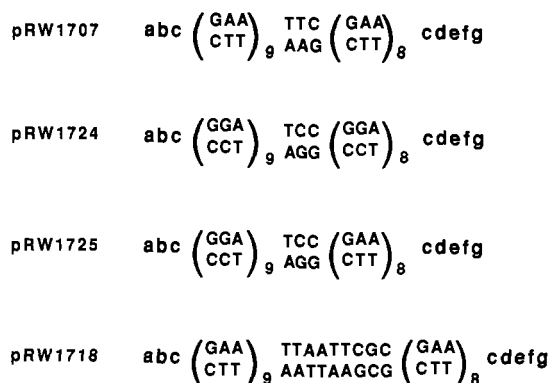 pRW1707 abc (GAA/CTT)9 TTC/AAG (GAA/CTT)8 cdefg
pRW1724 abc (GGA/CCT)9 TCC/AGG (GGA/CCT)8 cdefg
pRW1725 abc (GGA/CCT)9 TCC/AGG (GAA/CTT)8 cdefg
pRW1718 abc (GAA/CTT)9 TTAATTCGC/AATTAAGCG (GAA/CTT)8 cdefg